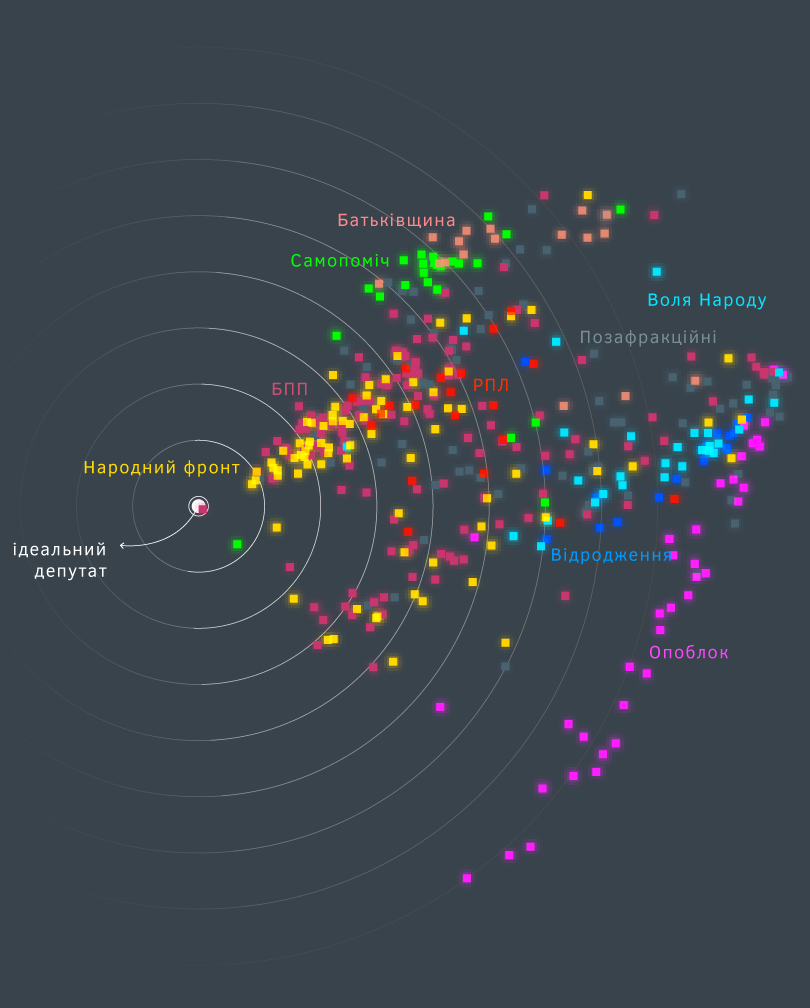 Батьківщина
Самопоміч
Воля Народу
Позафракційні
БПП
РПЛ
Народний фронт
ідеальний
депутат
Відродження
Опоблок